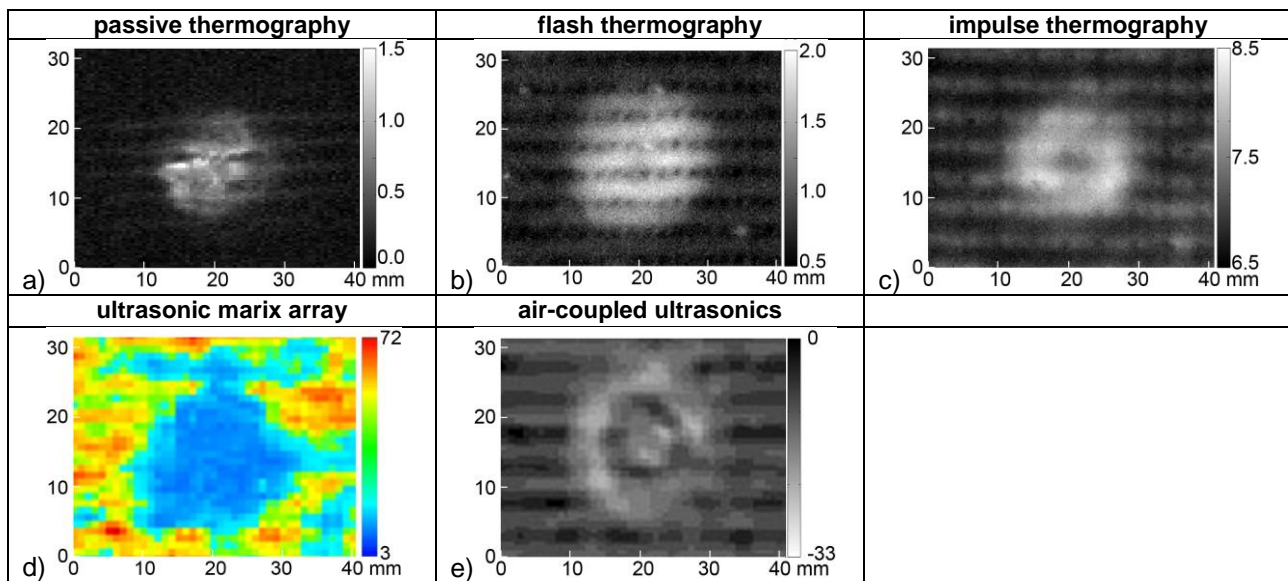 passive thermography flash thermography impulse thermography
30 20 10 0 0 10 20 30 40 mm 1.5 1.0 0.5 0.0 a)
30 20 10 0 0 10 20 30 40 mm 2.0 1.5 1.0 0.5 b)
30 20 10 0 0 10 20 30 40 mm 8.5 7.5 6.5 c)
ultrasonic marix array air-coupled ultrasonics
30 20 10 0 0 10 20 30 40 mm 72 3 d)
30 20 10 0 0 10 20 30 40 mm 0 -33 e)